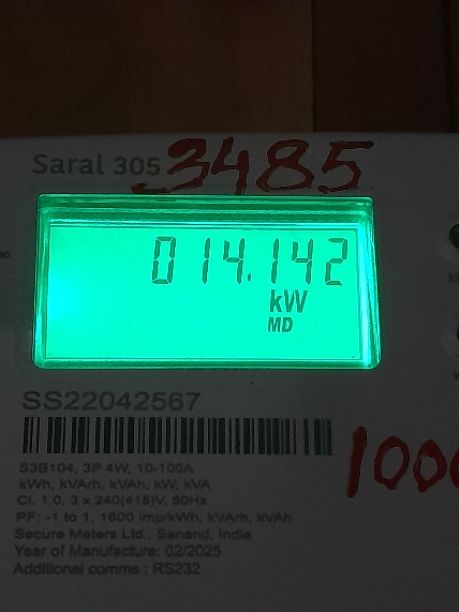 Saral 305 3485
014.142
kW
MD
SS22042567
S3B104, 3P 4W, 10-100A
kWh, kVArh, kVAh, kW, kVA
Cl. 1.0, 3 x 240(415)V, 50Hz
PF: -1 to 1, 1600 imp/kWh, kVArh, kVAh
Secure Meters Ltd., Sanand, India
Year of Manufacture: 02/2025
Additional comms : RS232